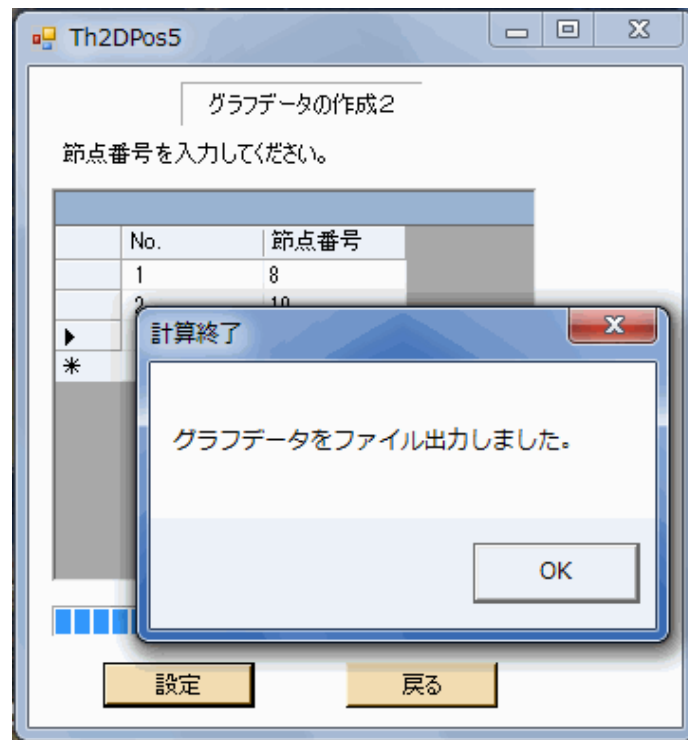 Th2DPos5
グラフデータの作成2
節点番号を入力してください。
No. 節点番号
1 8
2 10
計算終了
グラフデータをファイル出力しました。
OK
設定 戻る